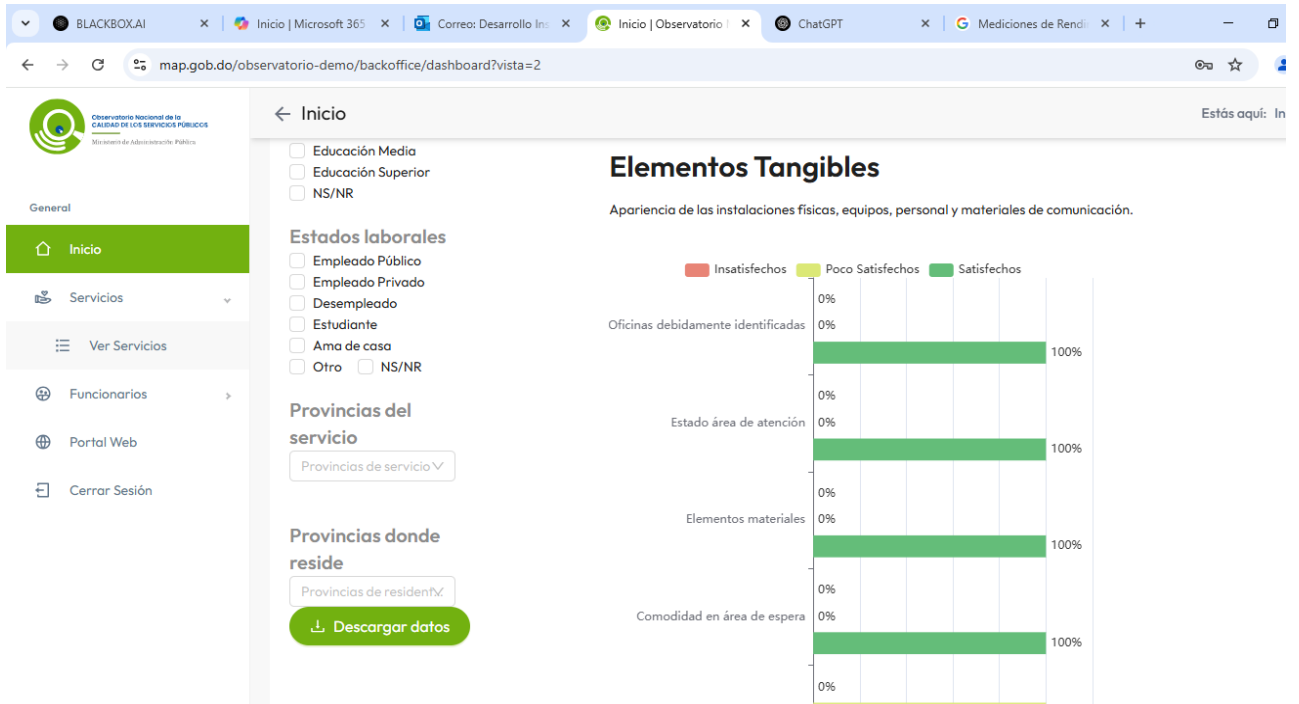 BLACKBOX.AI
Inicio | Microsoft 365
Correo: Desarrollo Ins
Inicio | Observatorio
ChatGPT
Mediciones de Rendi
map.gob.do/observatorio-demo/backoffice/dashboard?vista=2
Observatorio Nacional de la
CALIDAD DE LOS SERVICIOS PÚBLICOS
Ministerio de Administración Pública
Inicio
Estás aquí: In
General
Inicio
Servicios
Ver Servicios
Funcionarios
Portal Web
Cerrar Sesión
Educación Media
Educación Superior
NS/NR
Estados laborales
Empleado Público
Empleado Privado
Desempleado
Estudiante
Ama de casa
Otro NS/NR
Provincias del
servicio
Provincias de servicio
Provincias donde
reside
Provincias de resident
Descargar datos
Elementos Tangibles
Apariencia de las instalaciones físicas, equipos, personal y materiales de comunicación.
Insatisfechos Poco Satisfechos Satisfechos
0%
Oficinas debidamente identificadas 0%
100%
0%
Estado área de atención 0%
100%
0%
Elementos materiales 0%
100%
0%
Comodidad en área de espera 0%
100%
0%